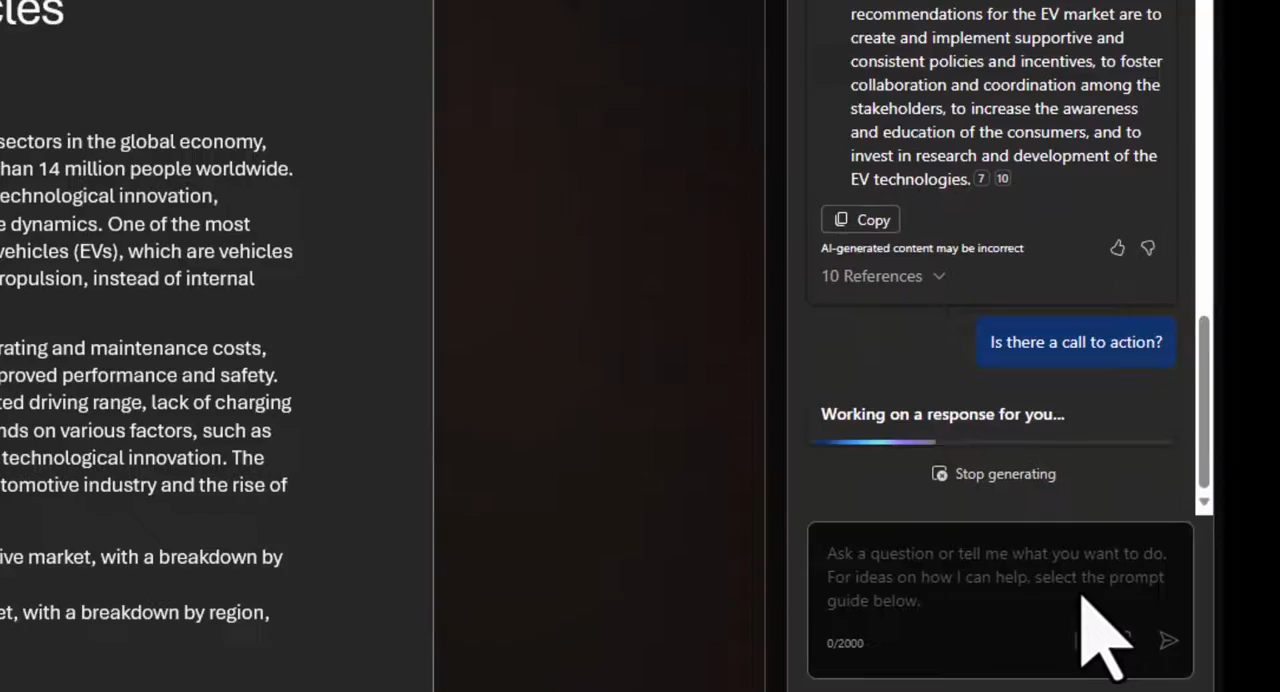 cles
sectors in the global economy,
han 14 million people worldwide.
echnological innovation,
e dynamics. One of the most
vehicles (EVs), which are vehicles
ropulsion, instead of internal
rating and maintenance costs,
proved performance and safety.
ted driving range, lack of charging
nds on various factors, such as
technological innovation. The
tomotive industry and the rise of
ive market, with a breakdown by
et, with a breakdown by region,
recommendations for the EV market are to
create and implement supportive and
consistent policies and incentives, to foster
collaboration and coordination among the
stakeholders, to increase the awareness
and education of the consumers, and to
invest in research and development of the
EV technologies. 7 10
Copy
AI-generated content may be incorrect
10 References
Is there a call to action?
Working on a response for you...
Stop generating
Ask a question or tell me what you want to do.
For ideas on how I can help, select the prompt
guide below.
0/2000